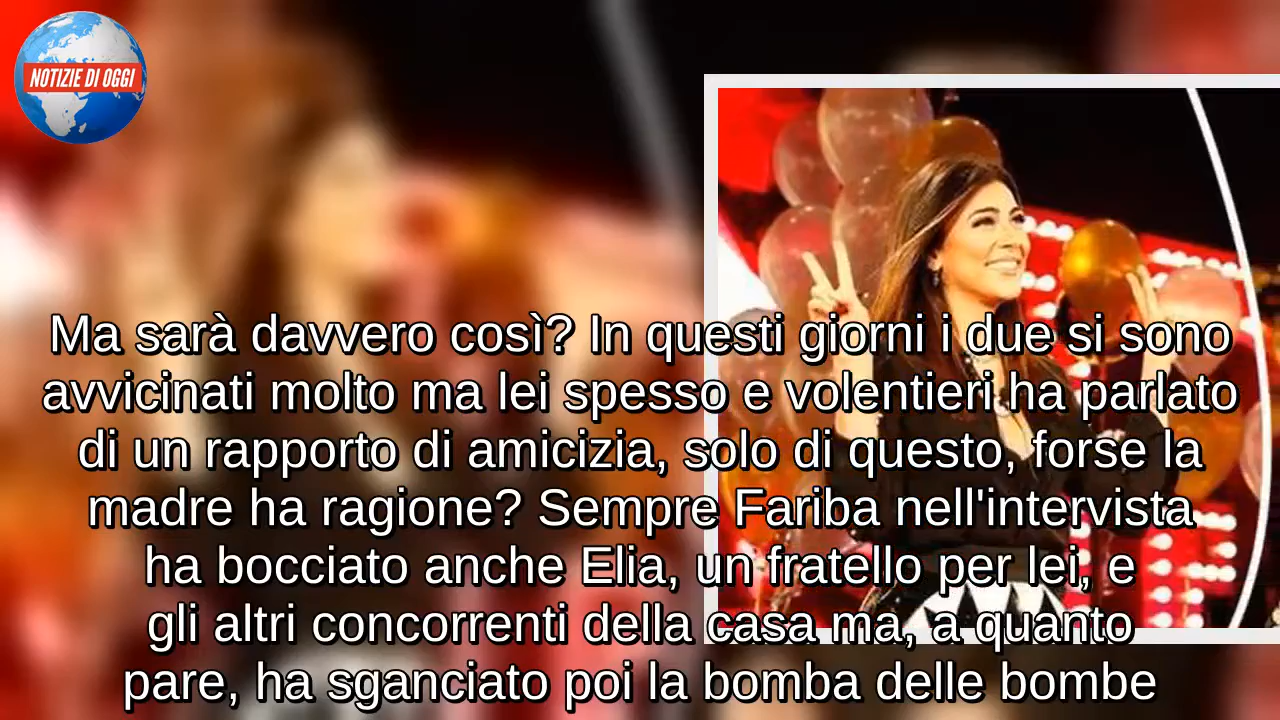 NOTIZIE DI OGGI
Ma sarà davvero così? In questi giorni i due si sono
avvicinati molto ma lei spesso e volentieri ha parlato
di un rapporto di amicizia, solo di questo, forse la
madre ha ragione? Sempre Fariba nell'intervista
ha bocciato anche Elia, un fratello per lei, e
gli altri concorrenti della casa ma, a quanto
pare, ha sganciato poi la bomba delle bombe